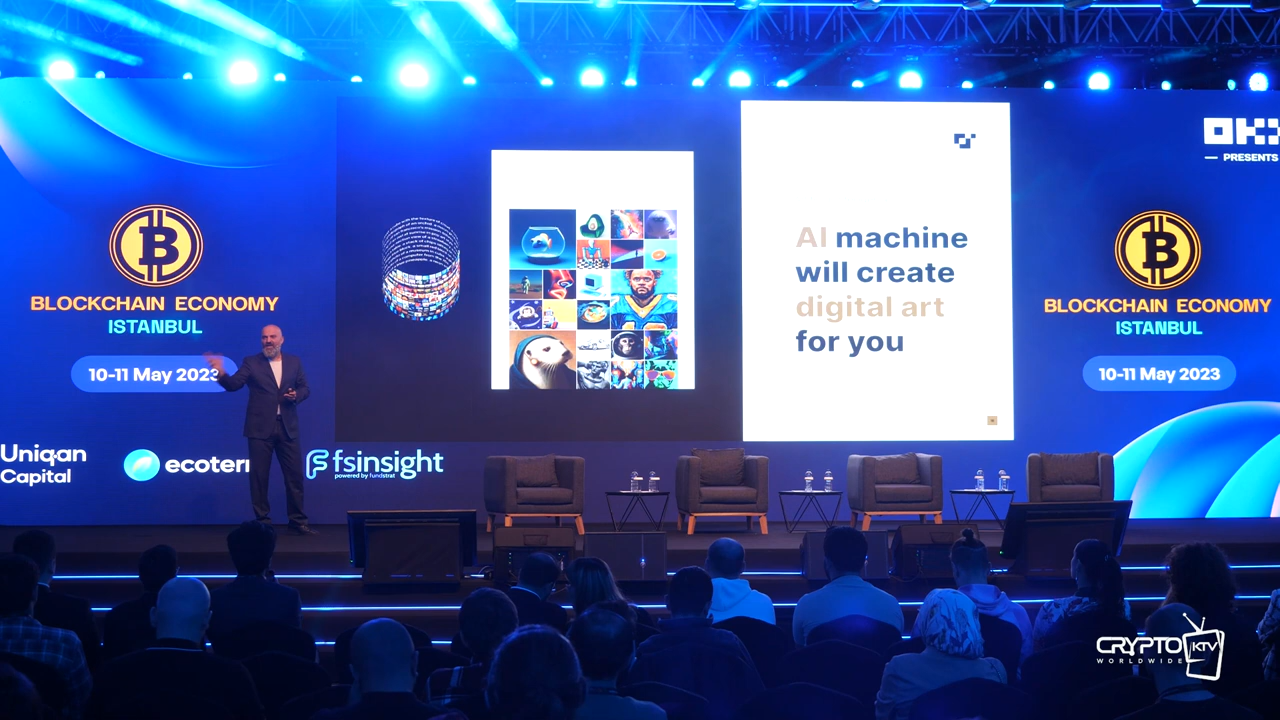 OKX
PRESENTS
BLOCKCHAIN ECONOMY
ISTANBUL
10-11 May 2023
Uniqan
Capital
ecoter
fsinsight
powered by fundstrat
AI machine
will create
digital art
for you
BLOCKCHAIN ECONOMY
ISTANBUL
10-11 May 2023
CRYPTO
KTV
WORLDWIDE